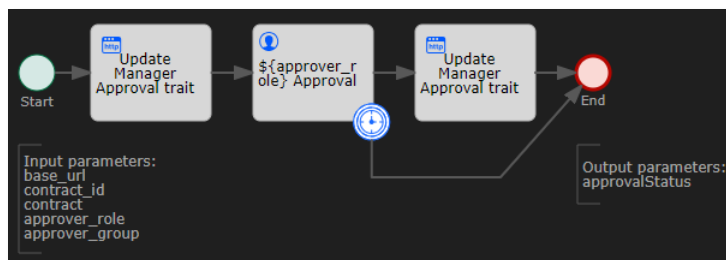 http
http
Update
Manager
Approval trait
${approver_r
ole} Approval
Update
Manager
Approval trait
Start
End
Input parameters:
base_url
contract_id
contract
approver_role
approver_group
Output parameters:
approvalStatus